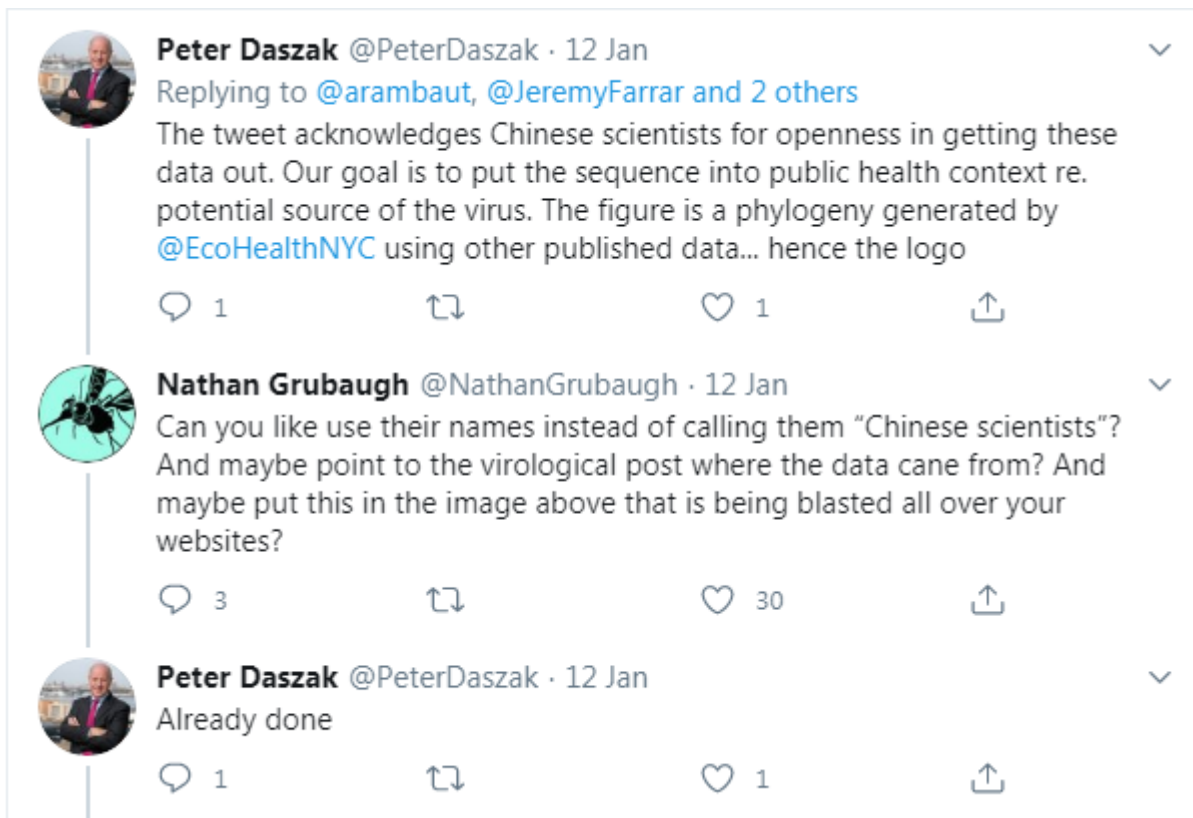 Peter Daszak @PeterDaszak · 12 Jan
Replying to @arambaut, @JeremyFarrar and 2 others
The tweet acknowledges Chinese scientists for openness in getting these
data out. Our goal is to put the sequence into public health context re.
potential source of the virus. The figure is a phylogeny generated by
@EcoHealthNYC using other published data... hence the logo
1 1
Nathan Grubaugh @NathanGrubaugh · 12 Jan
Can you like use their names instead of calling them “Chinese scientists”?
And maybe point to the virological post where the data cane from? And
maybe put this in the image above that is being blasted all over your
websites?
3 30
Peter Daszak @PeterDaszak · 12 Jan
Already done
1 1